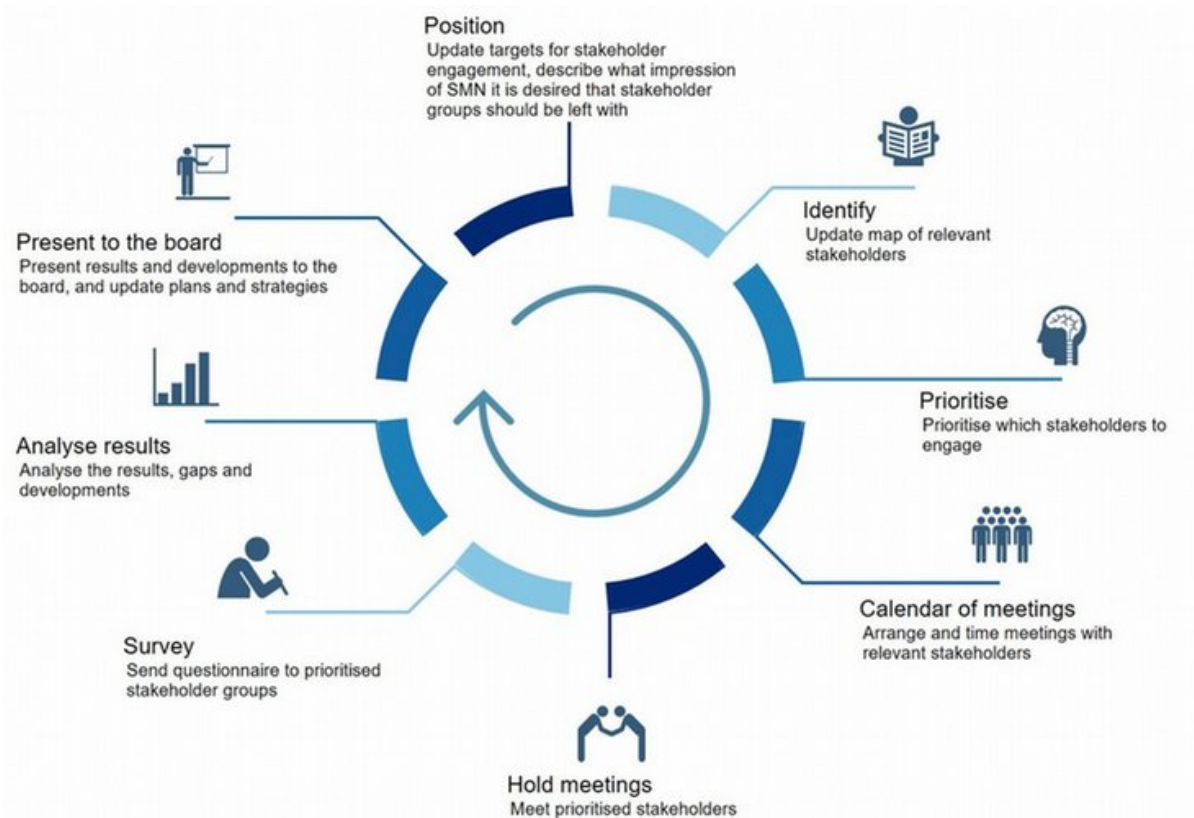 Position
Update targets for stakeholder
engagement, describe what impression
of SMN it is desired that stakeholder
groups should be left with
Identify
Update map of relevant
stakeholders
Prioritise
Prioritise which stakeholders to
engage
Calendar of meetings
Arrange and time meetings with
relevant stakeholders
Hold meetings
Meet prioritised stakeholders
Survey
Send questionnaire to prioritised
stakeholder groups
Analyse results
Analyse the results, gaps and
developments
Present to the board
Present results and developments to the
board, and update plans and strategies